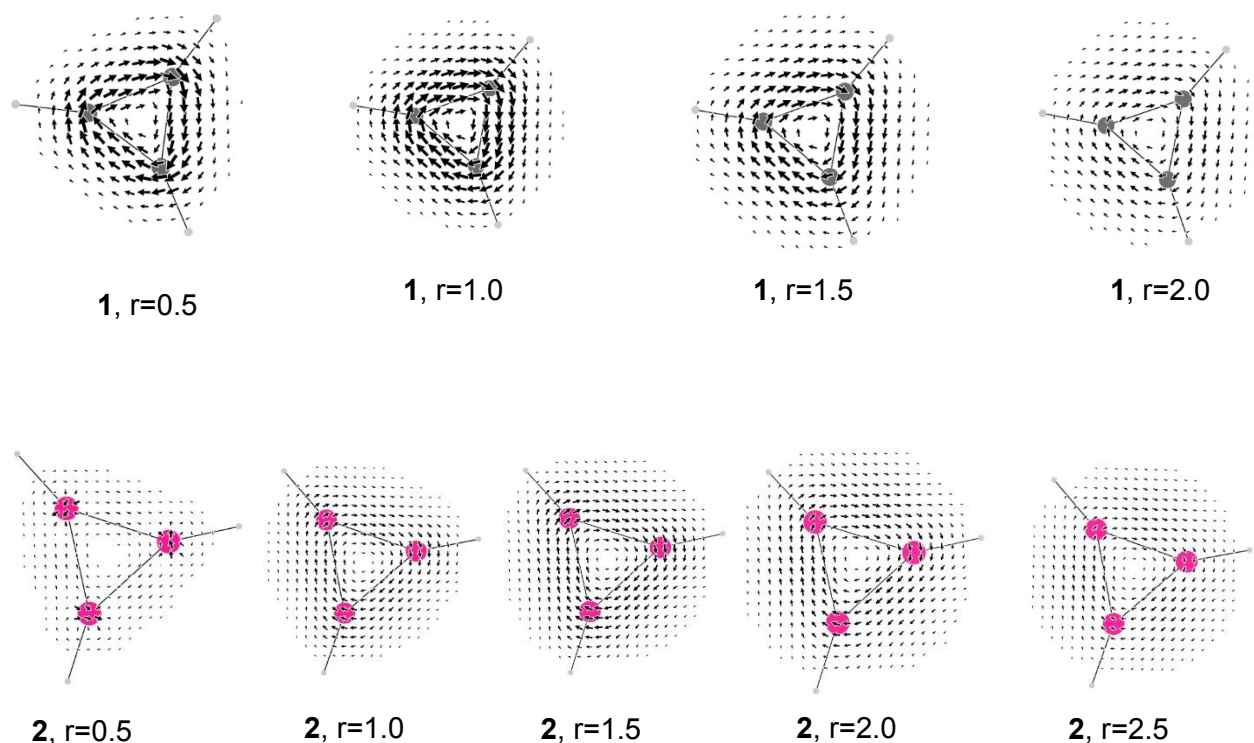 1, r=0.5
1, r=1.0
1, r=1.5
1, r=2.0
2, r=0.5
2, r=1.0
2, r=1.5
2, r=2.0
2, r=2.5